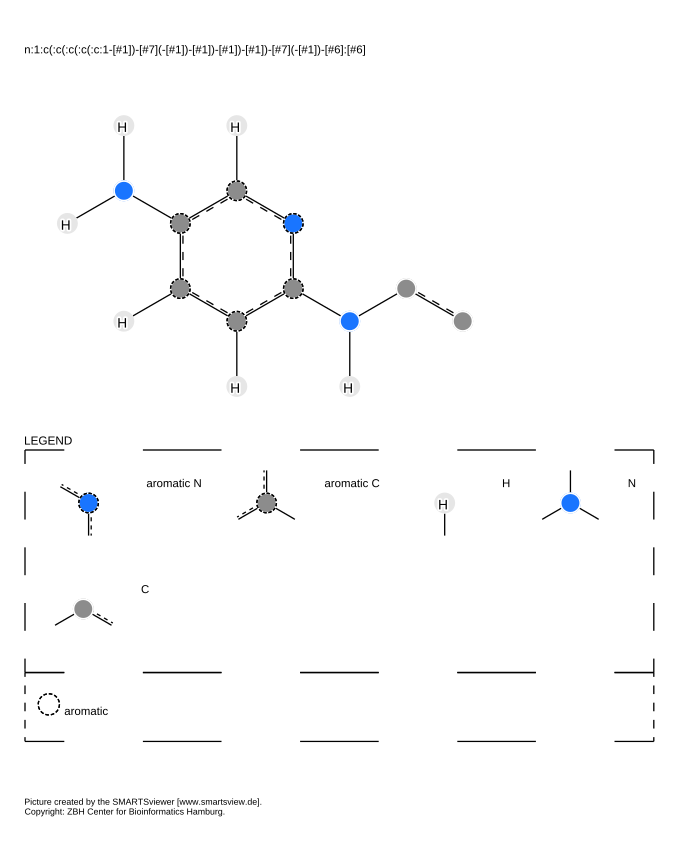 n:1:c(:c(:c(:c(:c:1-[#1])-[#7](-[#1])-[#1])-[#1])-[#1])-[#7](-[#1])-[#6]:[#6]
H H
H
H
H H
LEGEND
aromatic N aromatic C H H N
C
aromatic
Picture created by the SMARTSviewer [www.smartsview.de].
Copyright: ZBH Center for Bioinformatics Hamburg.